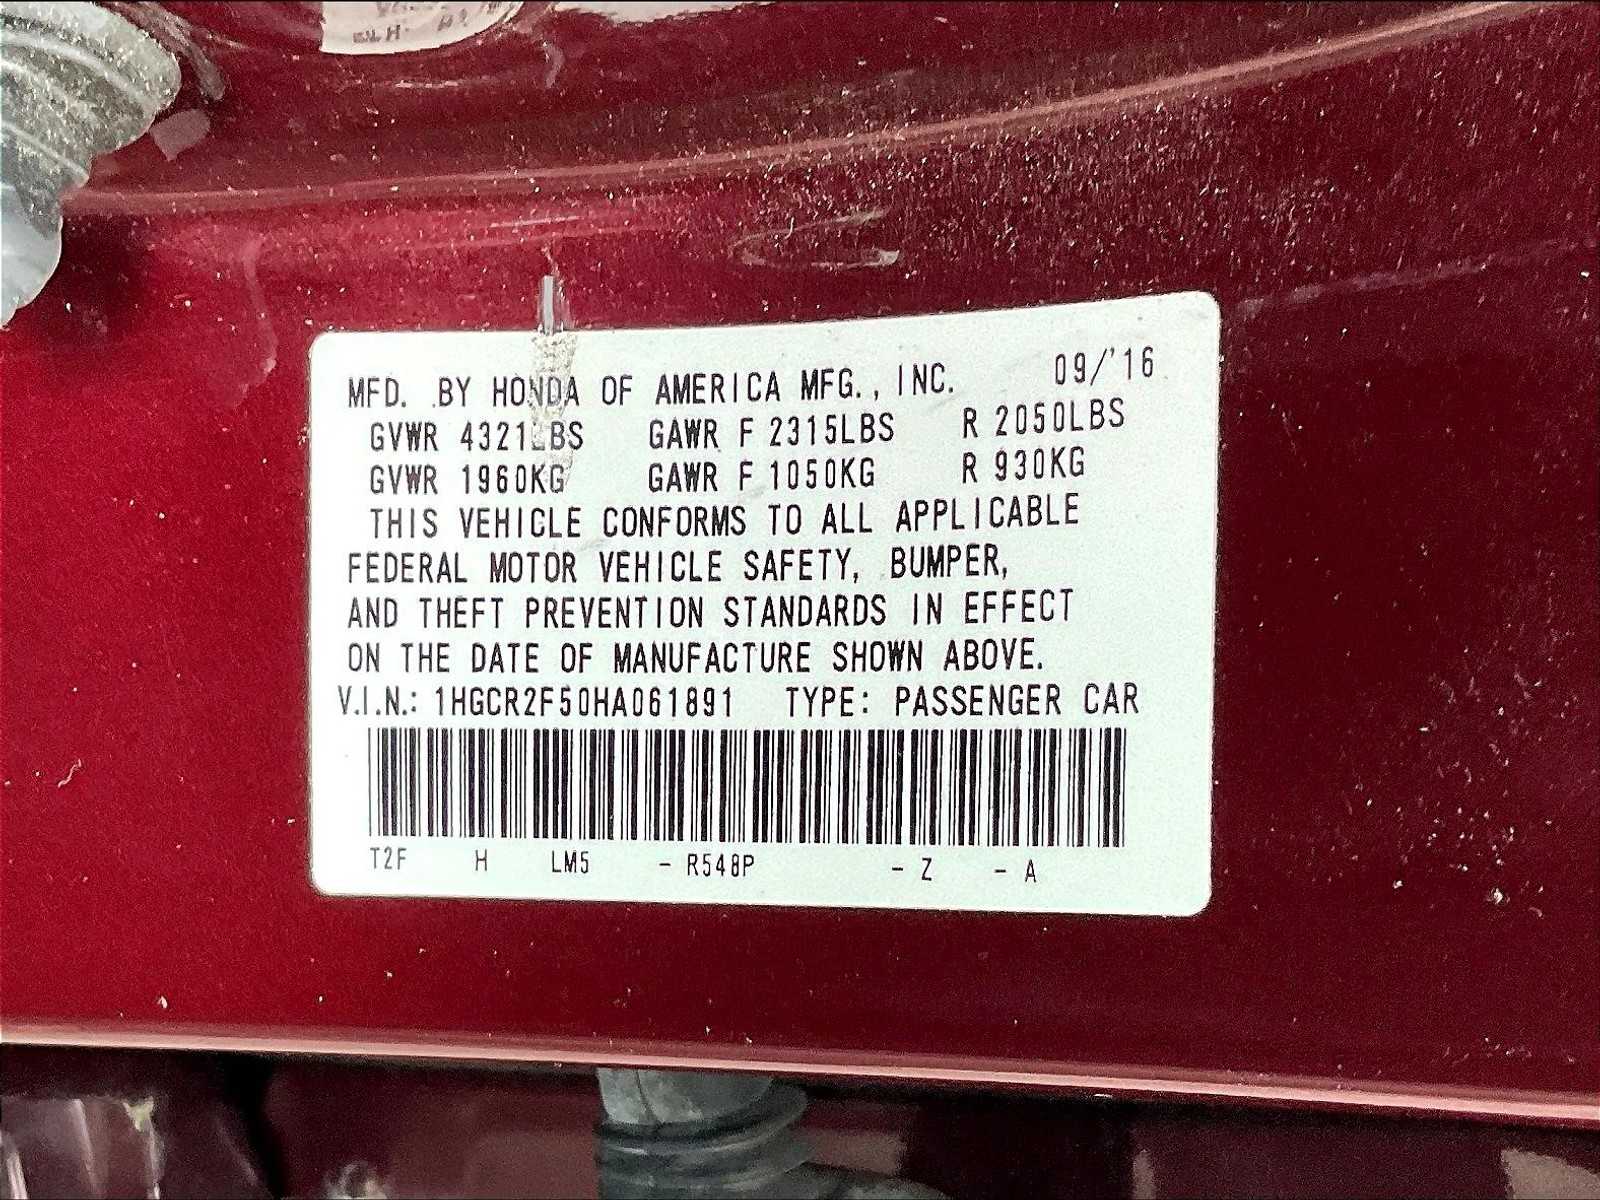 MFD. BY HONDA OF AMERICA MFG., INC. 09/'16
GVWR 4321LBS GAWR F 2315LBS R 2050LBS
GVWR 1960KG GAWR F 1050KG R 930KG
THIS VEHICLE CONFORMS TO ALL APPLICABLE
FEDERAL MOTOR VEHICLE SAFETY, BUMPER,
AND THEFT PREVENTION STANDARDS IN EFFECT
ON THE DATE OF MANUFACTURE SHOWN ABOVE.
V.I.N.: 1HGCR2F50HA061891 TYPE: PASSENGER CAR
T2F H LM5 - R548P - Z - A